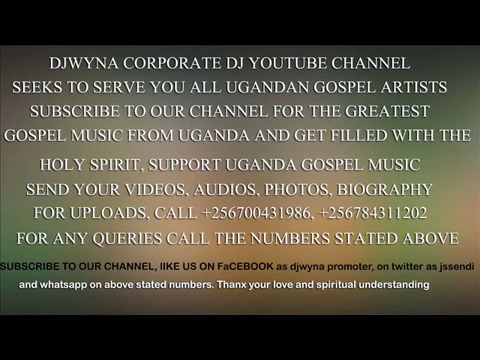 DJWYNA CORPORATE DJ YOUTUBE CHANNEL
SEEKS TO SERVE YOU ALL UGANDAN GOSPEL ARTISTS
SUBSCRIBE TO OUR CHANNEL FOR THE GREATEST
GOSPEL MUSIC FROM UGANDA AND GET FILLED WITH THE
HOLY SPIRIT, SUPPORT UGANDA GOSPEL MUSIC
SEND YOUR VIDEOS, AUDIOS, PHOTOS, BIOGRAPHY
FOR UPLOADS, CALL +256700431986, +256784311202
FOR ANY QUERIES CALL THE NUMBERS STATED ABOVE
SUBSCRIBE TO OUR CHANNEL, lIKE US ON FaCEBOOK as djwyna promoter, on twitter as jssendi
and whatsapp on above stated numbers. Thanx your love and spiritual understanding